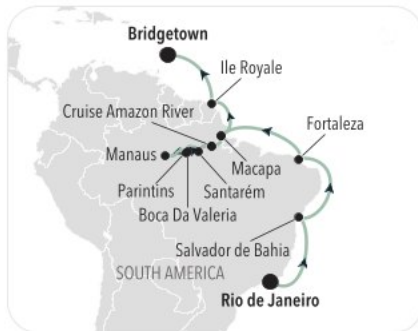 Bridgetown
Ile Royale
Cruise Amazon River
Fortaleza
Manaus
Macapa
Parintins
Santarém
Boca Da Valeria
Salvador de Bahia
SOUTH AMERICA
Rio de Janeiro